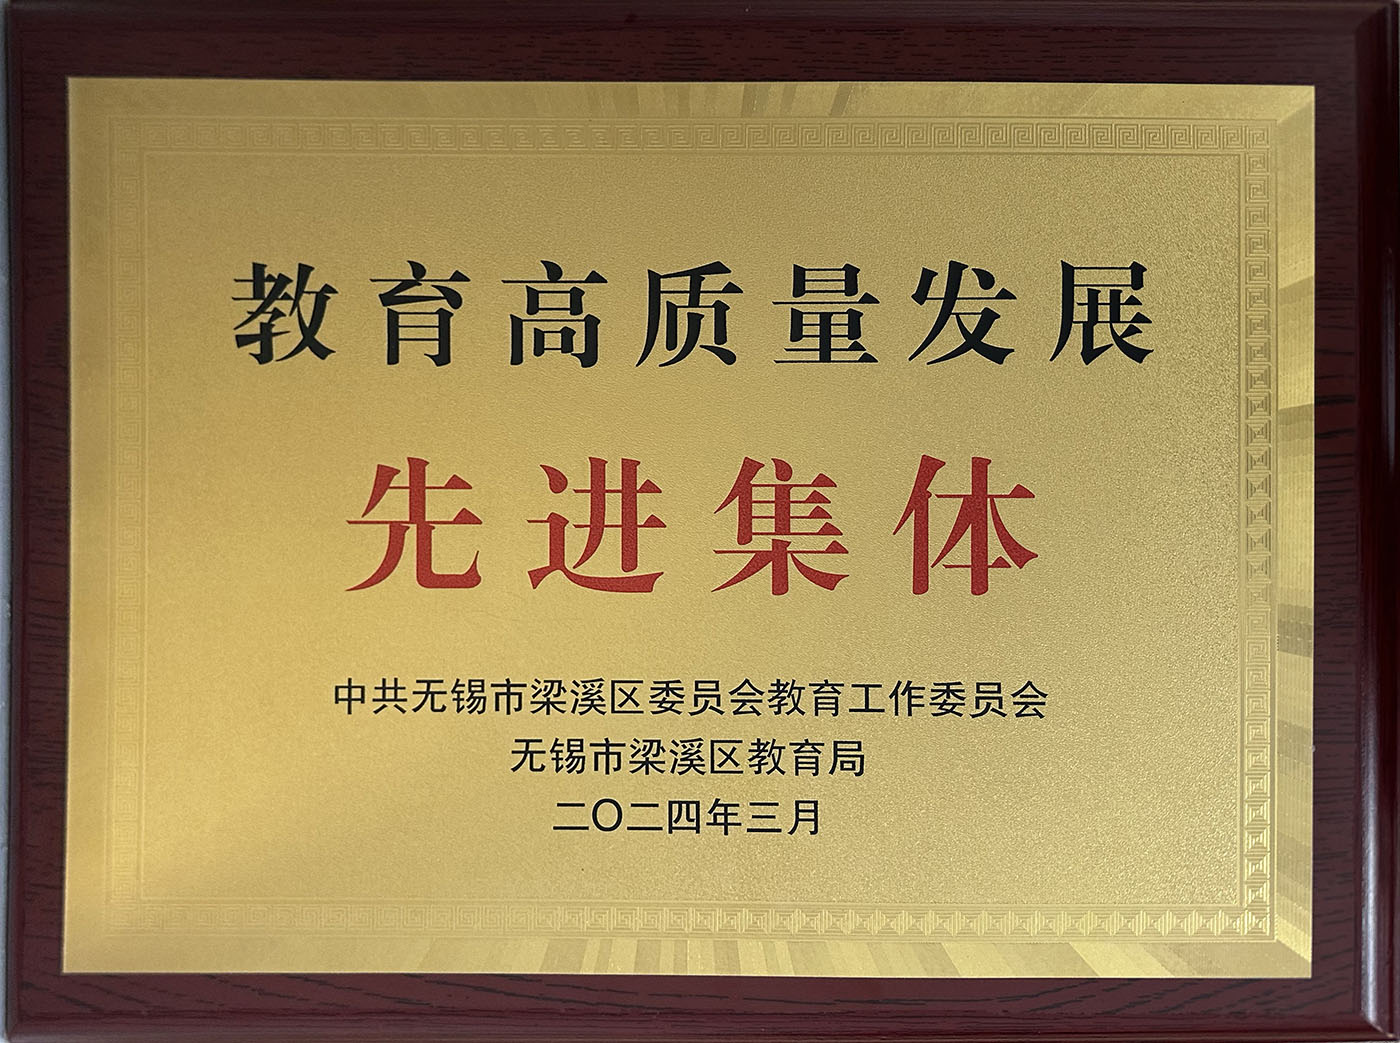 教育高质量发展
先进集体
中共无锡市梁溪区委员会教育工作委员会
无锡市梁溪区教育局
二〇二四年三月